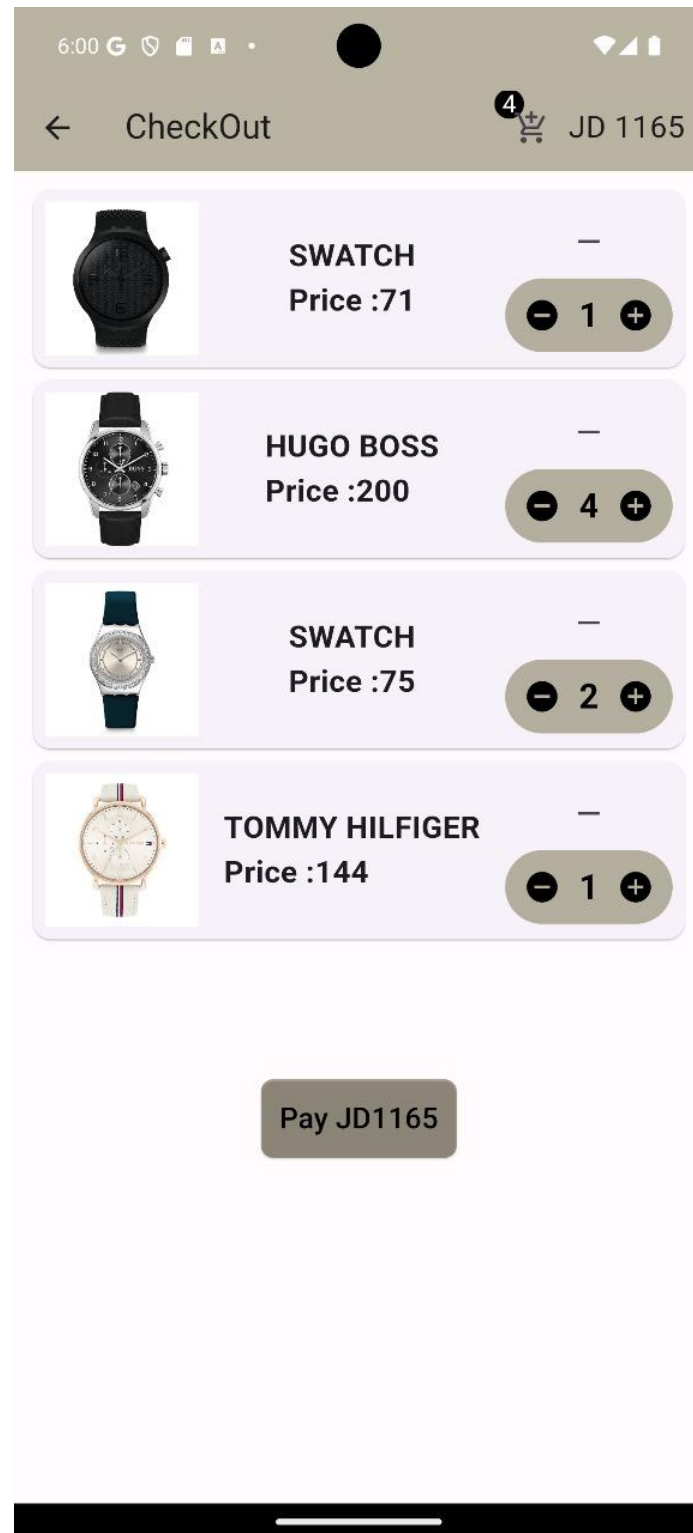 6:00
CheckOut
4
JD 1165
SWATCH
Price :71
1
HUGO BOSS
Price :200
4
BOSS
SWATCH
Price :75
2
TOMMY HILFIGER
Price :144
1
Pay JD1165